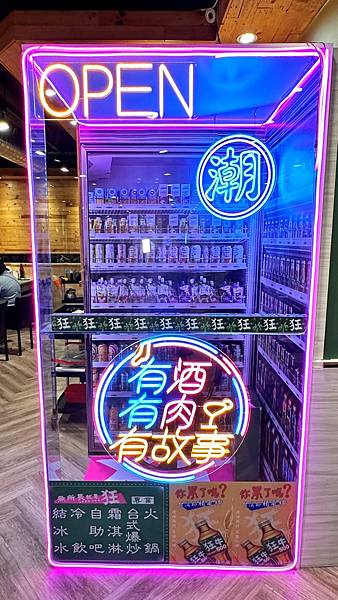 OPEN
潮
狂 狂 狂 狂 狂 狂 狂
有酒
有肉
有故事
狂
結冰水
冷飲
自助吧
霜淇淋
台式爆炒
火鍋
你累了嗎?
狂牛
你累了嗎?
狂牛